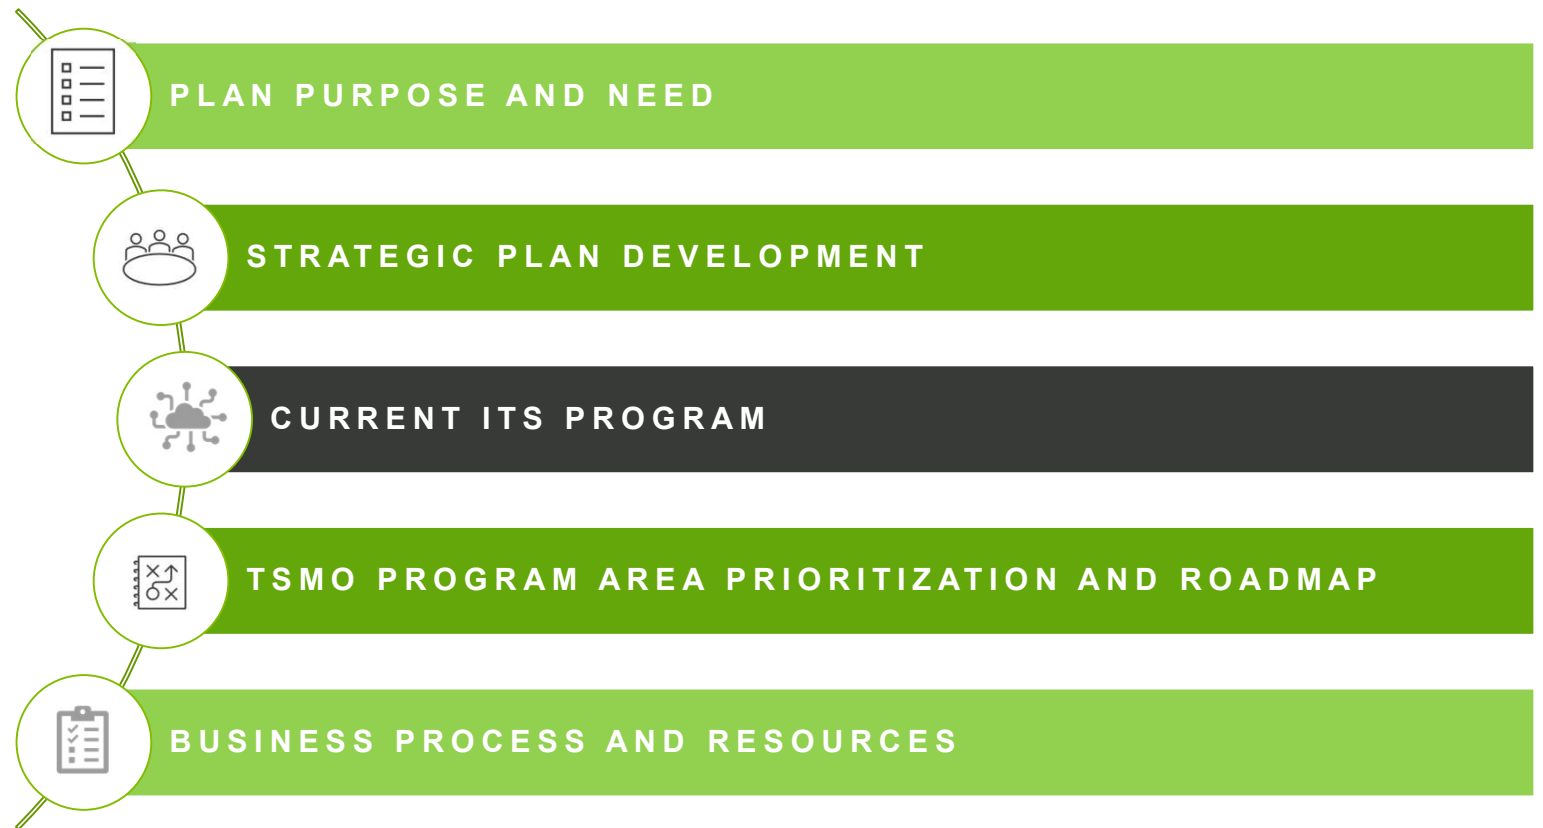 PLAN PURPOSE AND NEED
STRATEGIC PLAN DEVELOPMENT
CURRENT ITS PROGRAM
TSMO PROGRAM AREA PRIORITIZATION AND ROADMAP
BUSINESS PROCESS AND RESOURCES